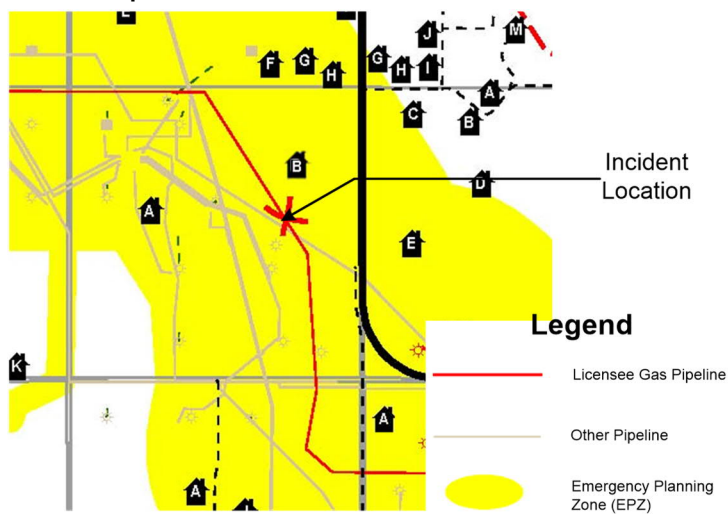 E
J
M
F
G
G
H
H
I
A
C
B
B
Incident
Location
D
A
E
Legend
K
Licensee Gas Pipeline
A
Other Pipeline
A
Emergency Planning
Zone (EPZ)